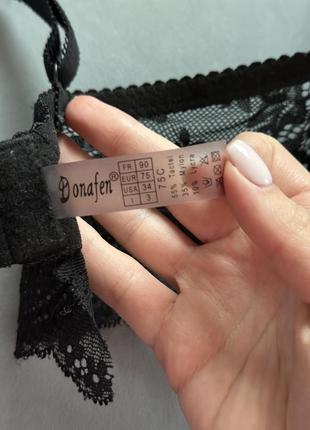 Donafen®
FR 90
EUR 75
USA 34
I 3
75C
55% Tactel
35% Nylon
10% Lycra